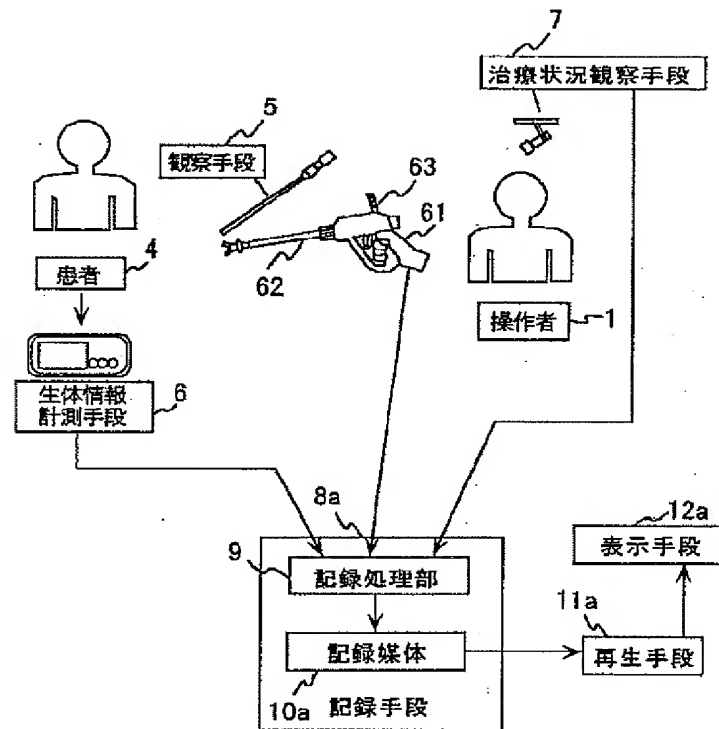 7
治療状況観察手段
5
観察手段
63
61
62
患者
4
操作者
1
生体情報
計測手段
6
8a
12a
表示手段
9
記録処理部
11a
記録媒体
再生手段
10a
記録手段